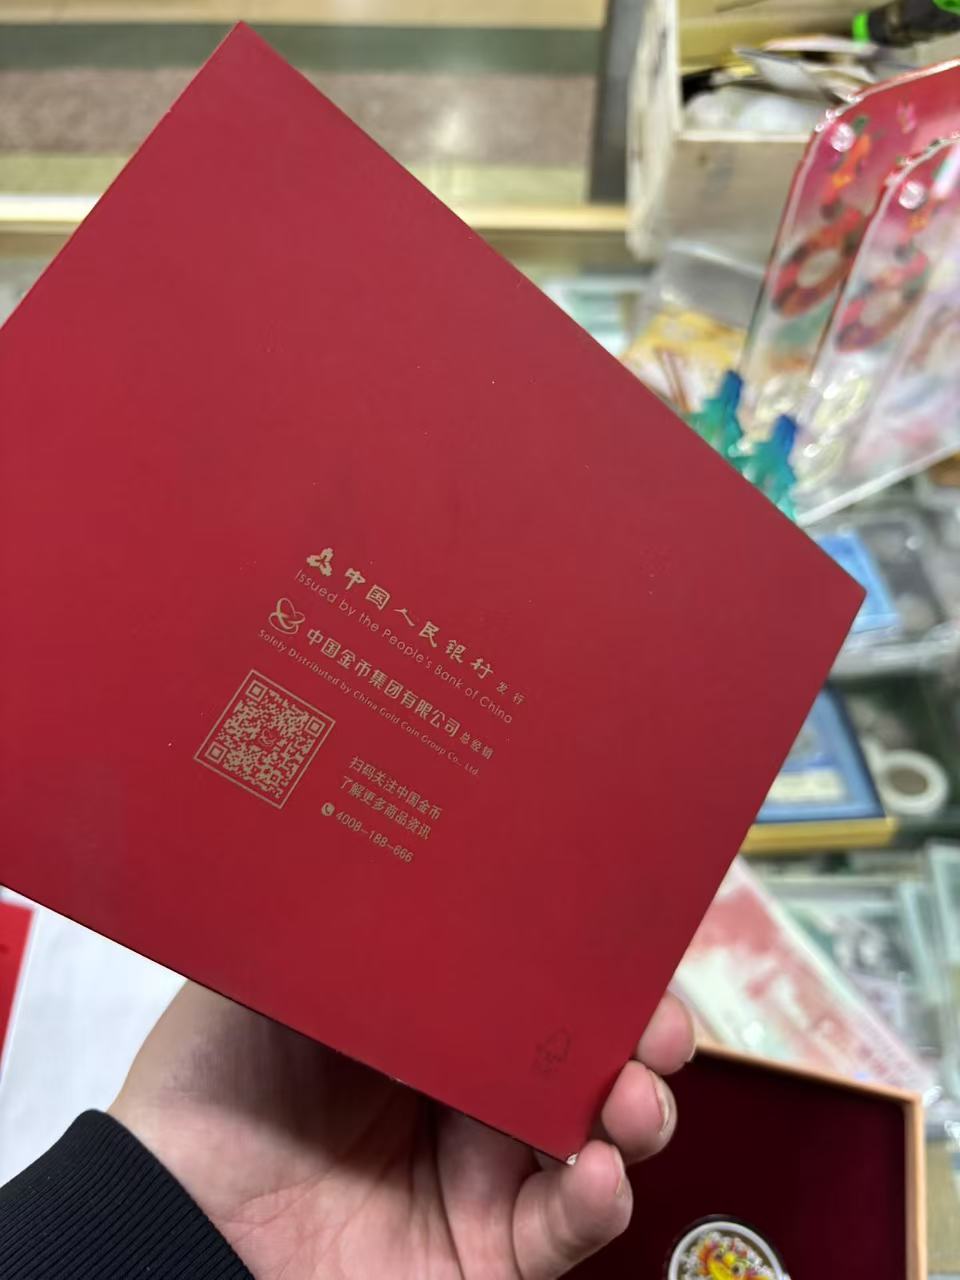 中国人民银行 发行
Issued by the People's Bank of China
中国金币集团有限公司 总经销
Solely Distributed by China Gold Coin Group Co., Ltd.
扫码关注中国金币
了解更多商品资讯
4008-188-666